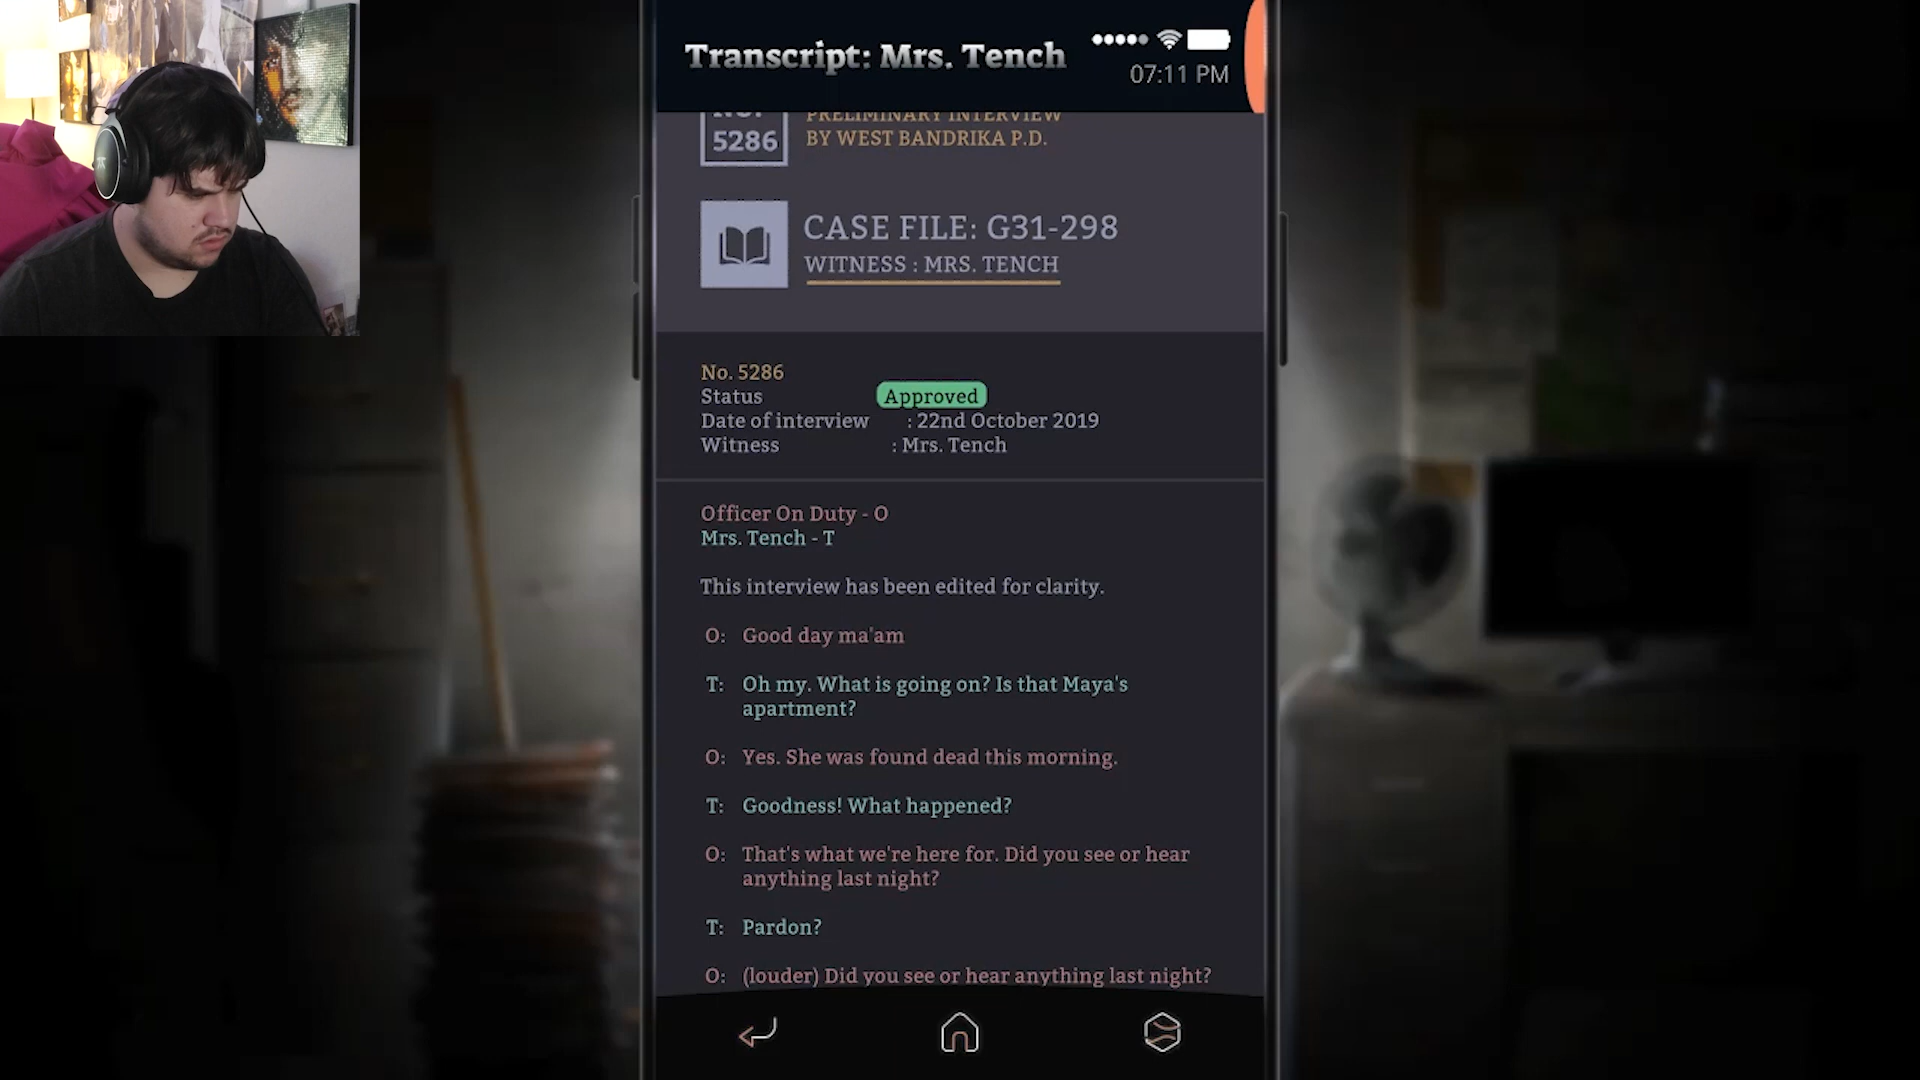 Transcript: Mrs. Tench
07:11 PM
NO.
5286
PRELIMINARY INTERVIEW
BY WEST BANDRIKA P.D.
CASE FILE: G31-298
WITNESS : MRS. TENCH
No. 5286
Status Approved
Date of interview : 22nd October 2019
Witness : Mrs. Tench
Officer On Duty - O
Mrs. Tench - T
This interview has been edited for clarity.
O: Good day ma'am
T: Oh my. What is going on? Is that Maya's
apartment?
O: Yes. She was found dead this morning.
T: Goodness! What happened?
O: That's what we're here for. Did you see or hear
anything last night?
T: Pardon?
O: (louder) Did you see or hear anything last night?